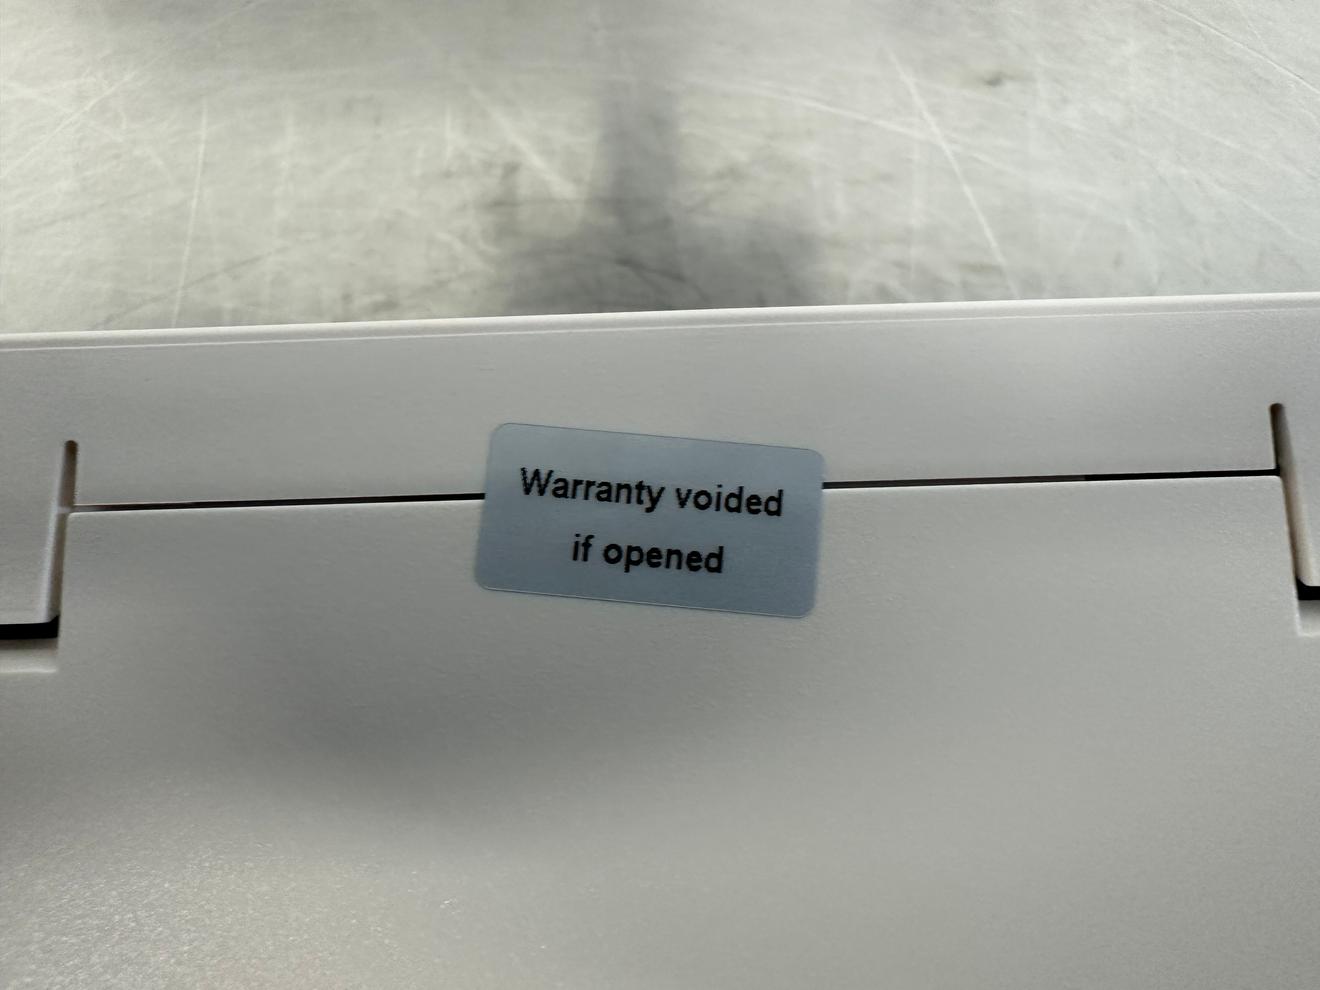 Warranty voided
if opened